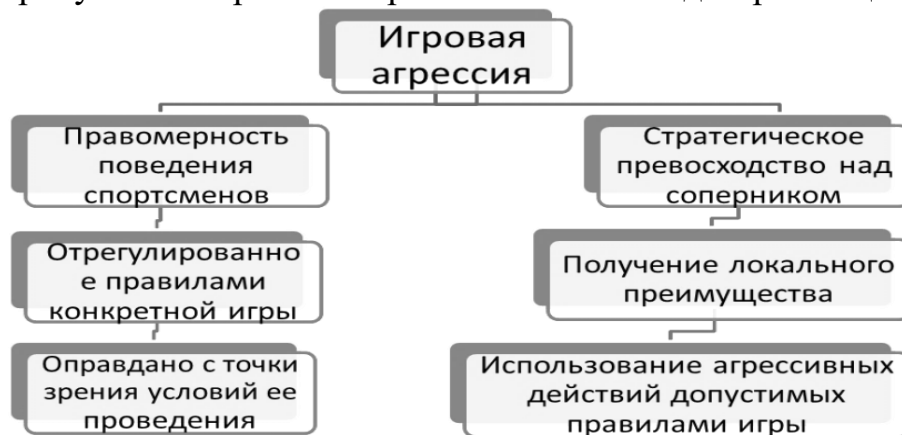 Игровая
агрессия
Правомерность
поведения
спортсменов
Отрегулированно
е правилами
конкретной игры
Оправдано с точки
зрения условий ее
проведения
Стратегическое
превосходство над
соперником
Получение локального
преимущества
Использование агрессивных
действий допустимых
правилами игры